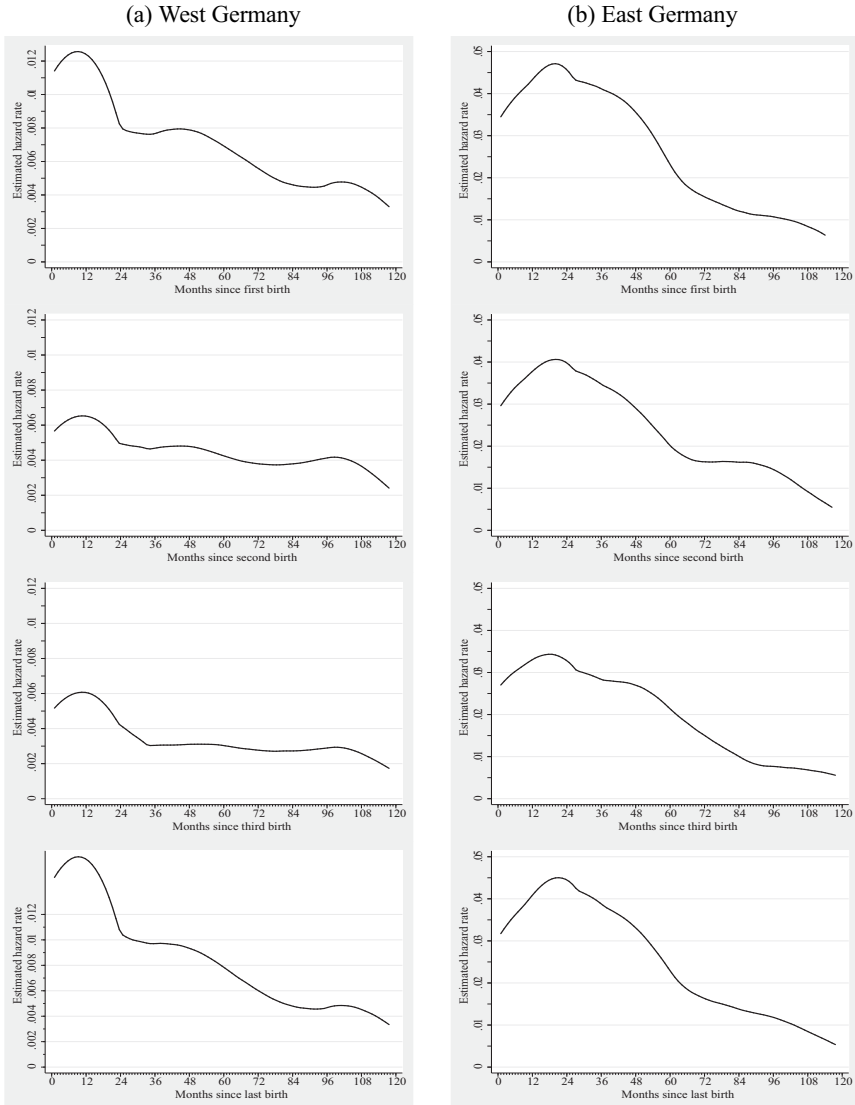 (a) West Germany
(b) East Germany
Estimated hazard rate
0 .002 .004 .006 .008 .01 .012
0 12 24 36 48 60 72 84 96 108 120
Months since first birth
Estimated hazard rate
0 .01 .02 .03 .04 .05
0 12 24 36 48 60 72 84 96 108 120
Months since first birth
Estimated hazard rate
0 .002 .004 .006 .008 .01 .012
0 12 24 36 48 60 72 84 96 108 120
Months since second birth
Estimated hazard rate
0 .01 .02 .03 .04 .05
0 12 24 36 48 60 72 84 96 108 120
Months since second birth
Estimated hazard rate
0 .002 .004 .006 .008 .01 .012
0 12 24 36 48 60 72 84 96 108 120
Months since third birth
Estimated hazard rate
0 .01 .02 .03 .04 .05
0 12 24 36 48 60 72 84 96 108 120
Months since third birth
Estimated hazard rate
0 .002 .004 .006 .008 .01 .012
0 12 24 36 48 60 72 84 96 108 120
Months since last birth
Estimated hazard rate
0 .01 .02 .03 .04 .05
0 12 24 36 48 60 72 84 96 108 120
Months since last birth